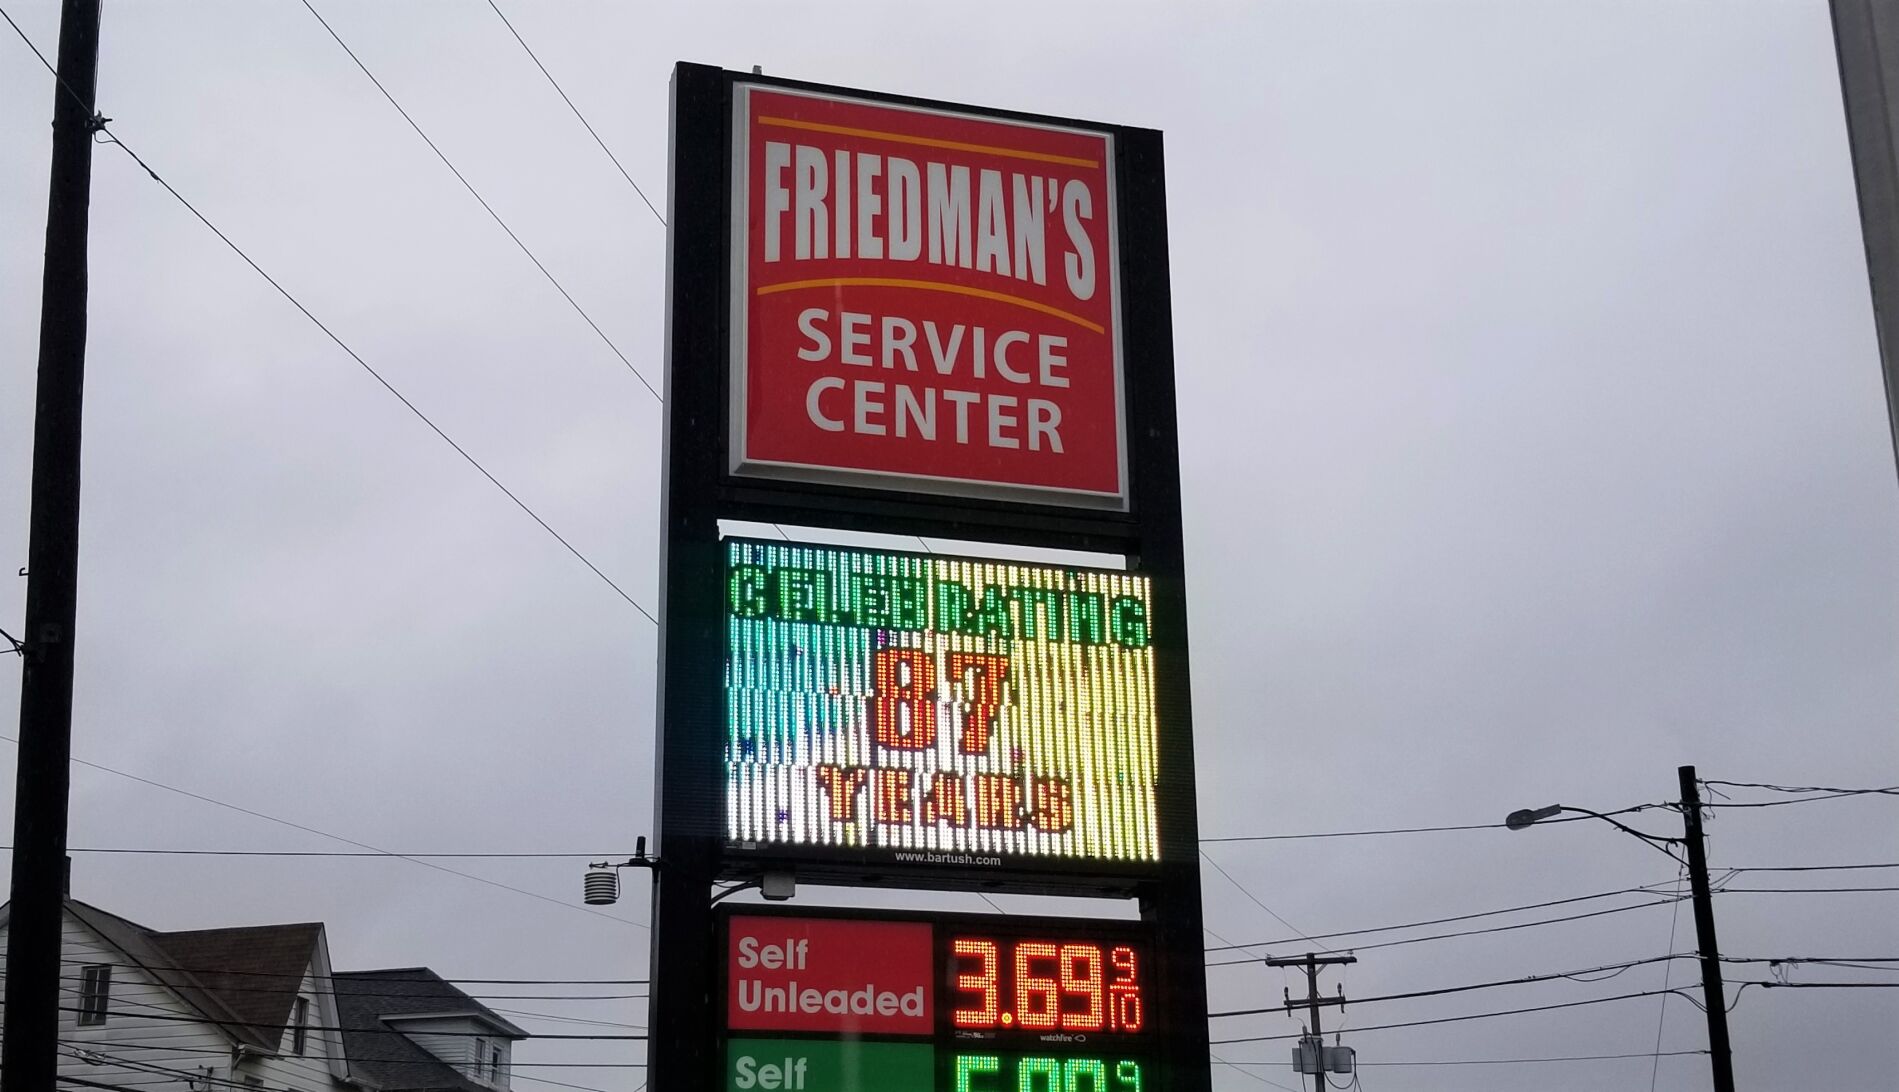 FRIEDMAN'S
SERVICE
CENTER
CELEBRATING
87
YEARS
www.bartush.com
Self
Unleaded
3.69 9/10
watchfire
Self